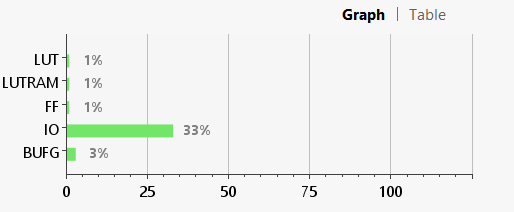 Graph | Table
LUT 1%
LUTRAM 1%
FF 1%
IO 33%
BUFG 3%
0 25 50 75 100